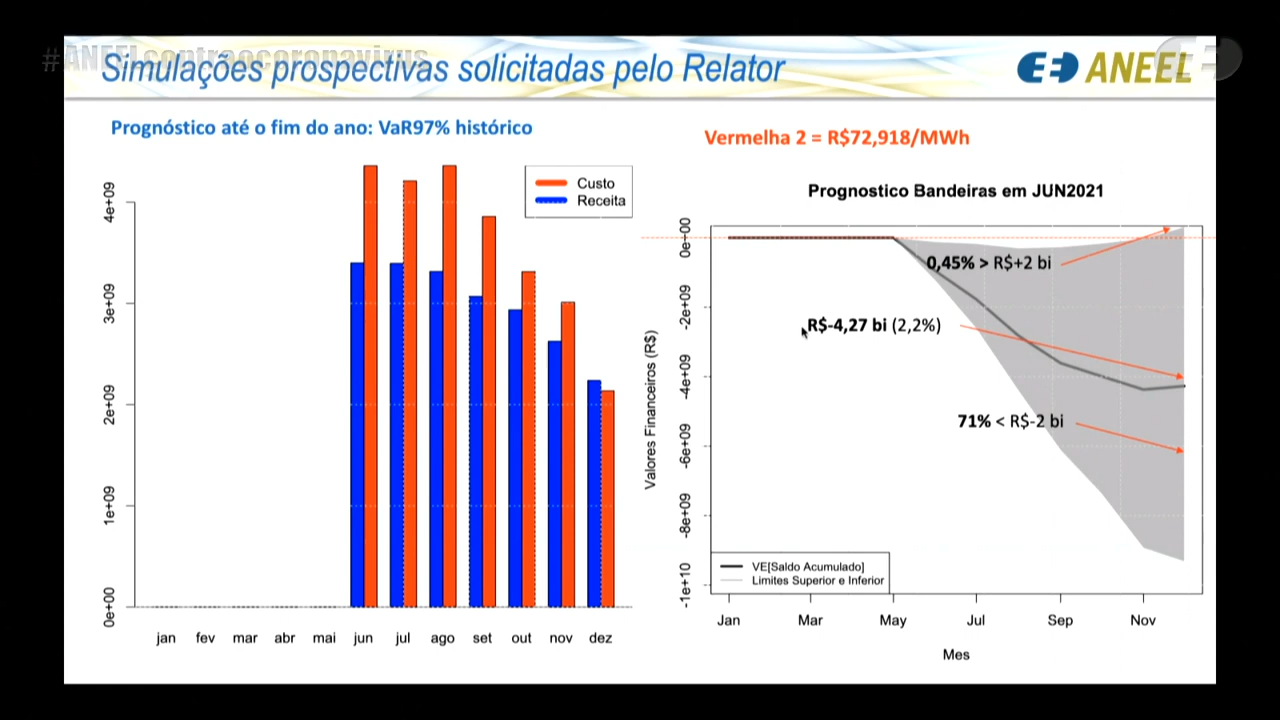 #ANEELcontraocoronavirus
Simulações prospectivas solicitadas pelo Relator
ANEEL
Prognóstico até o fim do ano: VaR97% histórico
Custo
Receita
4e+09
3e+09
2e+09
1e+09
0e+00
jan fev mar abr mai jun jul ago set out nov dez
Vermelha 2 = R$72,918/MWh
Prognostico Bandeiras em JUN2021
Valores Financeiros (R$)
0e+00
-2e+09
-4e+09
-6e+09
-8e+09
-1e+10
0,45% > R$+2 bi
R$-4,27 bi (2,2%)
71% < R$-2 bi
VE[Saldo Acumulado]
Limites Superior e Inferior
Jan Mar May Jul Sep Nov
Mes